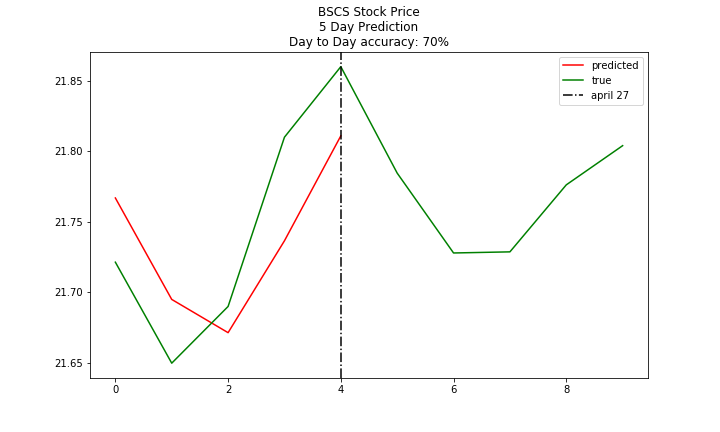 BSCS Stock Price
5 Day Prediction
Day to Day accuracy: 70%
predicted
true
april 27
21.85
21.80
21.75
21.70
21.65
0 2 4 6 8